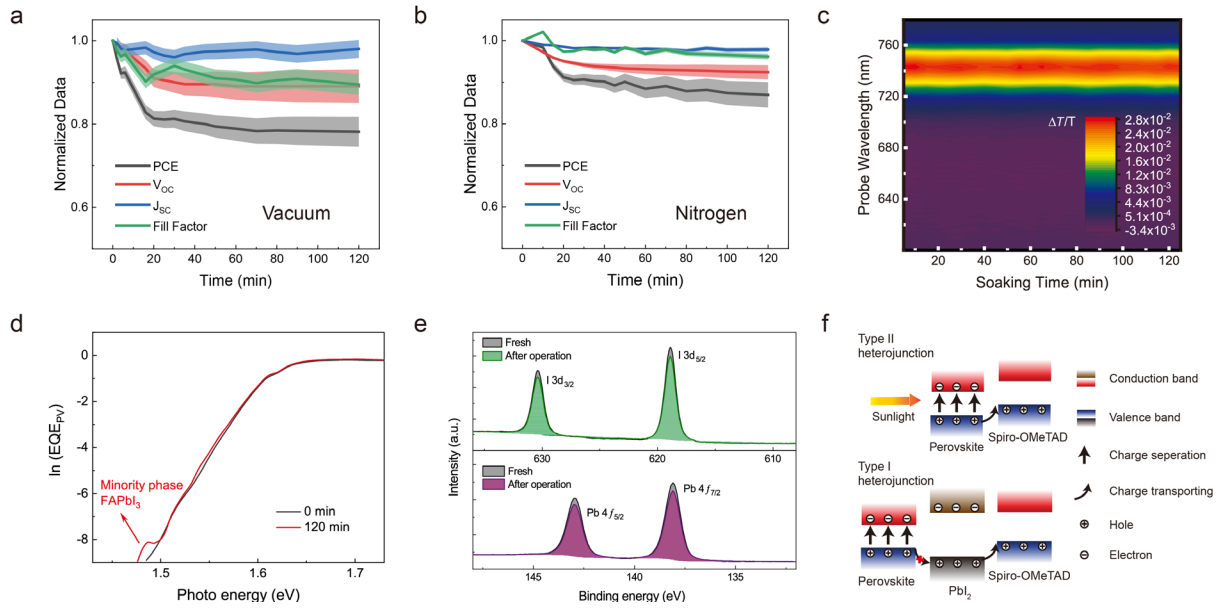 a
1.0
0.8
0.6
Normalized Data
PCE
V_OC
J_SC
Fill Factor
Vacuum
0 20 40 60 80 100 120
Time (min)
b
1.0
0.8
0.6
Normalized Data
PCE
V_OC
J_SC
Fill Factor
Nitrogen
0 20 40 60 80 100 120
Time (min)
c
760
720
680
640
Probe Wavelength (nm)
ΔT/T
2.8x10⁻²
2.4x10⁻²
2.0x10⁻²
1.6x10⁻²
1.2x10⁻²
8.3x10⁻³
4.4x10⁻³
5.1x10⁻⁴
-3.4x10⁻³
20 40 60 80 100 120
Soaking Time (min)
d
0
-2
-4
-6
-8
ln (EQE_PV)
Minority phase
FAPbI₃
0 min
120 min
1.5 1.6 1.7
Photo energy (eV)
e
Intensity (a.u.)
Fresh
After operation
I 3d₃/₂
I 3d₅/₂
630 620 610
Fresh
After operation
Pb 4f₅/₂
Pb 4f₇/₂
145 140 135
Binding energy (eV)
f
Type II
heterojunction
Sunlight
Perovskite
Spiro-OMeTAD
Type I
heterojunction
Perovskite
PbI₂
Spiro-OMeTAD
Conduction band
Valence band
Charge seperation
Charge transporting
Hole
Electron